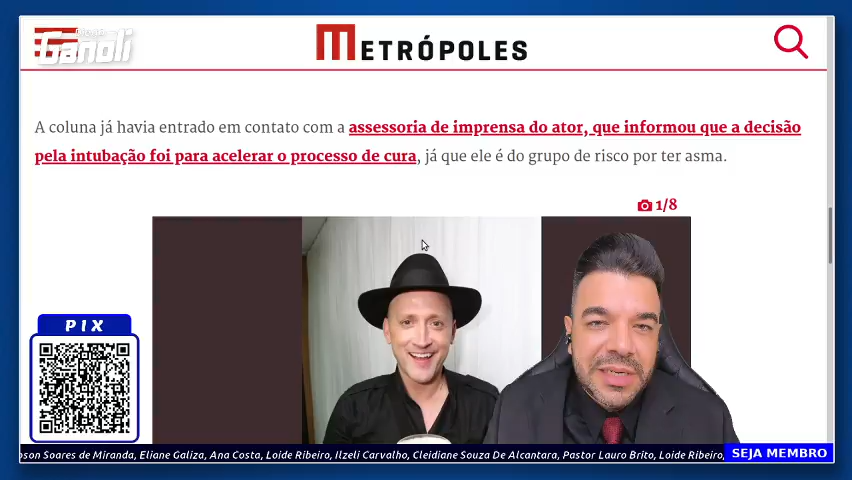 Ganoli
METRÓPOLES
A coluna já havia entrado em contato com a assessoria de imprensa do ator, que informou que a decisão
pela intubação foi para acelerar o processo de cura, já que ele é do grupo de risco por ter asma.
1/8
PIX
Soares de Miranda, Eliane Galiza, Ana Costa, Loide Ribeiro, Ilzeli Carvalho, Cleidiane Souza De Alcantara, Pastor Lauro Brito, Loide Ribeiro,
SEJA MEMBRO